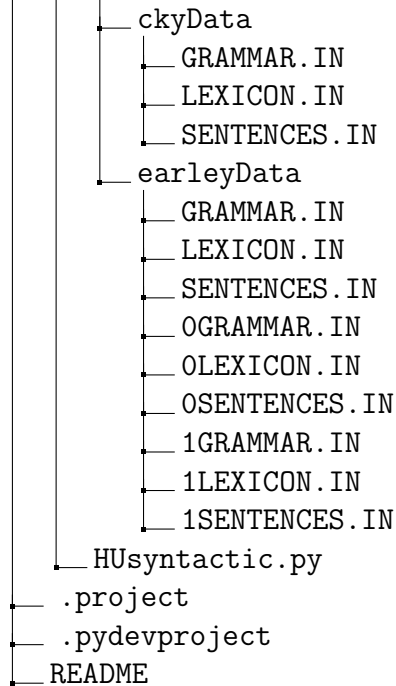 ckyData
GRAMMAR.IN
LEXICON.IN
SENTENCES.IN
earleyData
GRAMMAR.IN
LEXICON.IN
SENTENCES.IN
0GRAMMAR.IN
0LEXICON.IN
0SENTENCES.IN
1GRAMMAR.IN
1LEXICON.IN
1SENTENCES.IN
HUsyntactic.py
.project
.pydevproject
README